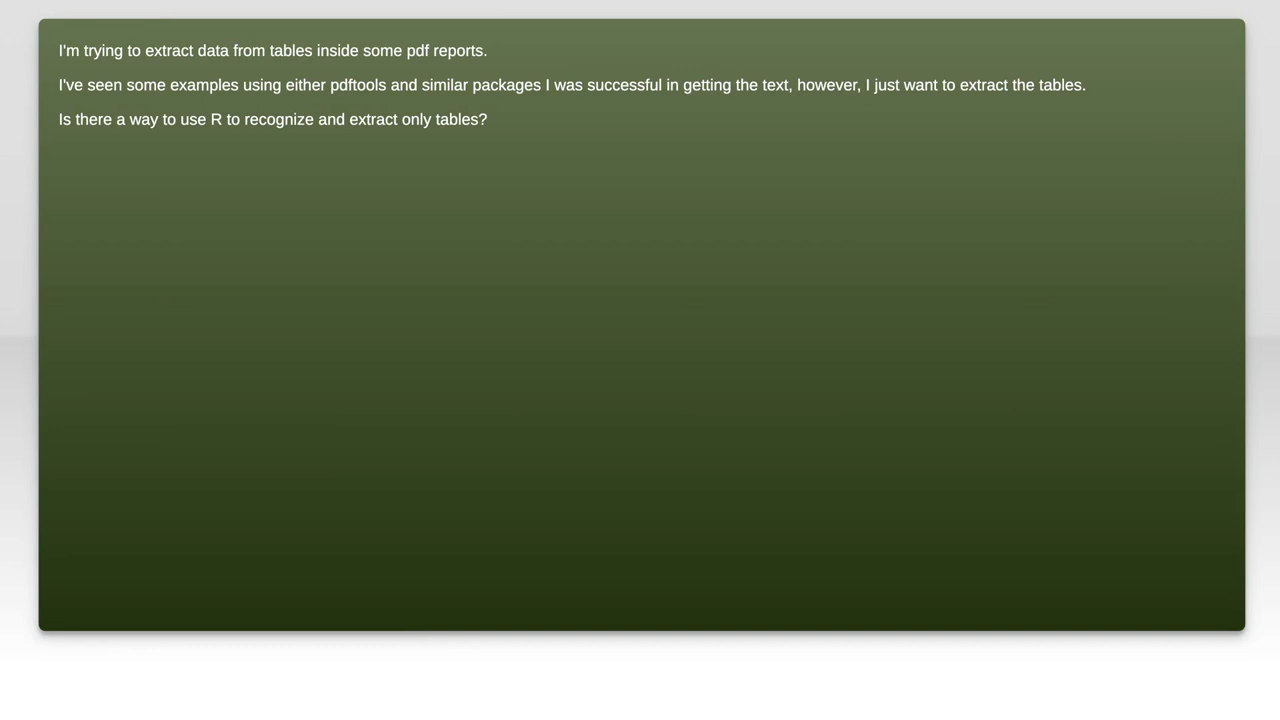 I'm trying to extract data from tables inside some pdf reports.
I've seen some examples using either pdftools and similar packages I was successful in getting the text, however, I just want to extract the tables.
Is there a way to use R to recognize and extract only tables?